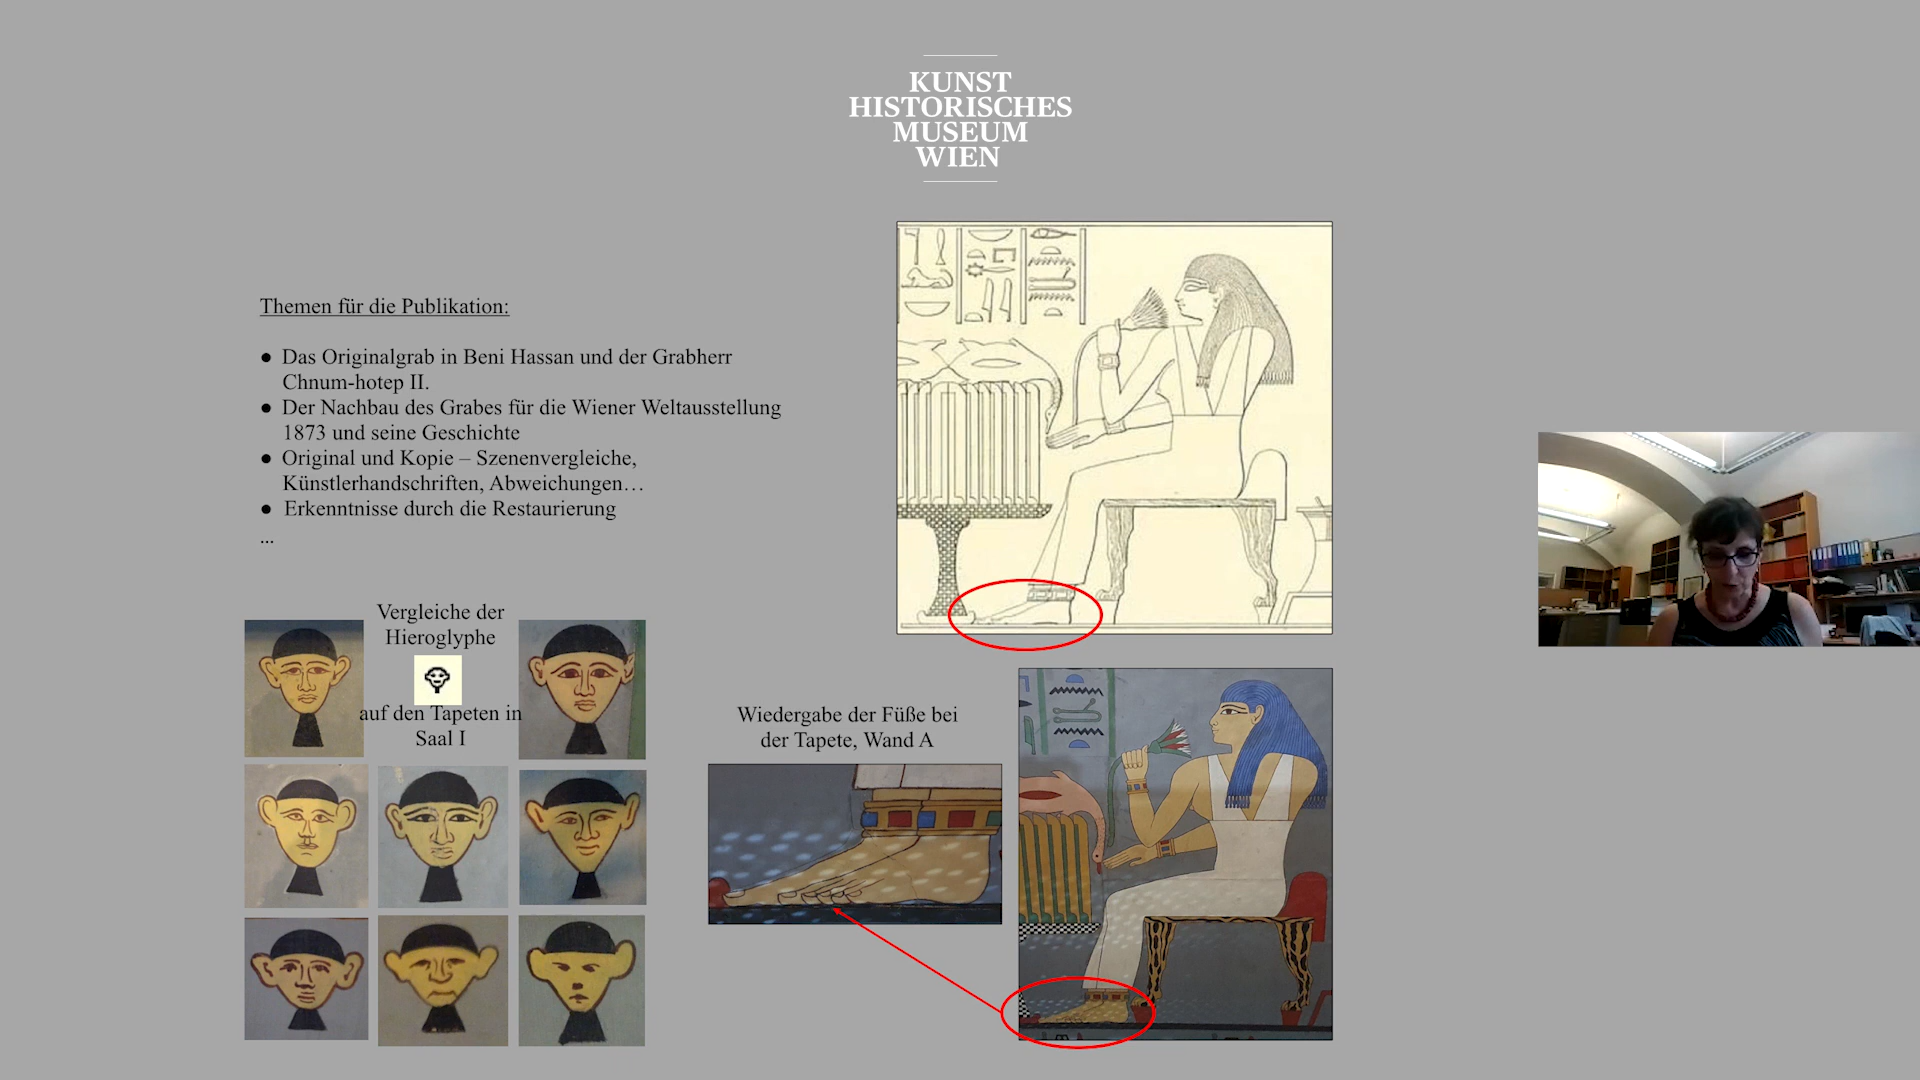 KUNST
HISTORISCHES
MUSEUM
WIEN
Themen für die Publikation:
● Das Originalgrab in Beni Hassan und der Grabherr
Chnum-hotep II.
● Der Nachbau des Grabes für die Wiener Weltausstellung
1873 und seine Geschichte
● Original und Kopie – Szenenvergleiche,
Künstlerhandschriften, Abweichungen…
● Erkenntnisse durch die Restaurierung
...
Vergleiche der
Hieroglyphe
auf den Tapeten in
Saal I
Wiedergabe der Füße bei
der Tapete, Wand A